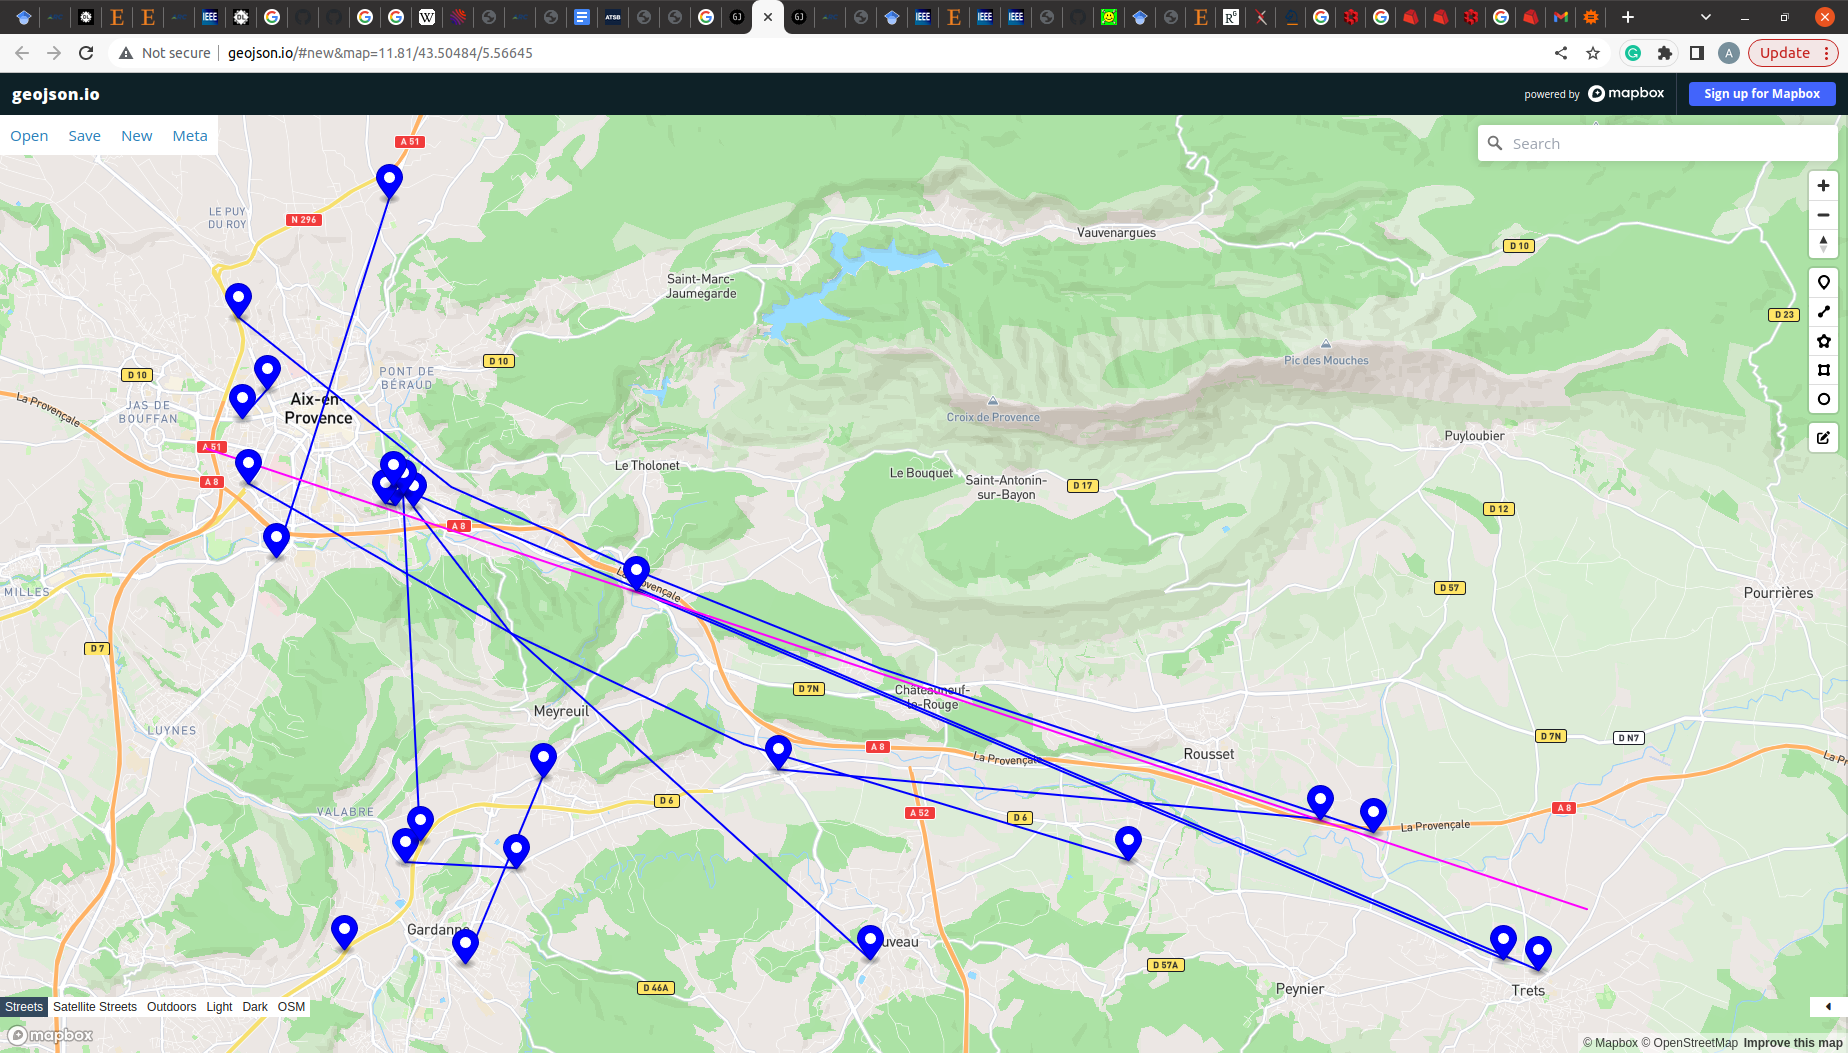 Not secure
geojson.io/#new&map=11.81/43.50484/5.56645
Update
A
geojson.io
powered by mapbox
Sign up for Mapbox
Open Save New Meta
Search
A 51
LE PUY
DU ROY
N 296
Vauvenargues
D 10
Saint-Marc-
Jaumegarde
D 23
D 10
Pic des Mouches
D 10
PONT DE
BÉRAUD
La Provençale
JAS DE
BOUFFAN
Aix-en-
Provence
Croix de Provence
Puyloubier
A 51
Le Tholonet
Le Bouquet
Saint-Antonin-
sur-Bayon
A 8
D 17
D 12
A 8
MILLES
D 57
Pourrières
D 7
D 7N
Châteauneuf-
le-Rouge
Meyreuil
LUYNES
D 7N
D N7
A 8
La Provençale
Rousset
D 6
VALABRE
A 52
D 6
A 8
La Provençale
Gardanne
uveau
D 57A
D 46A
Peynier
Trets
Streets Satellite Streets Outdoors Light Dark OSM
mapbox
© Mapbox © OpenStreetMap Improve this map